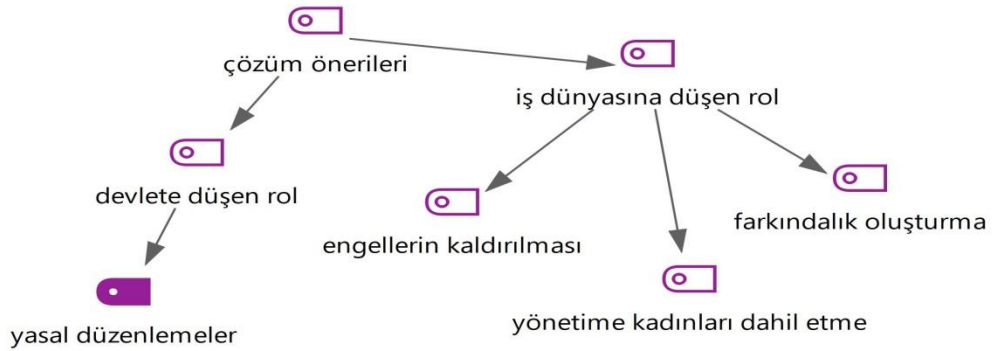 çözüm önerileri
iş dünyasına düşen rol
devlete düşen rol
farkındalık oluşturma
engellerin kaldırılması
yönetime kadınları dahil etme
yasal düzenlemeler